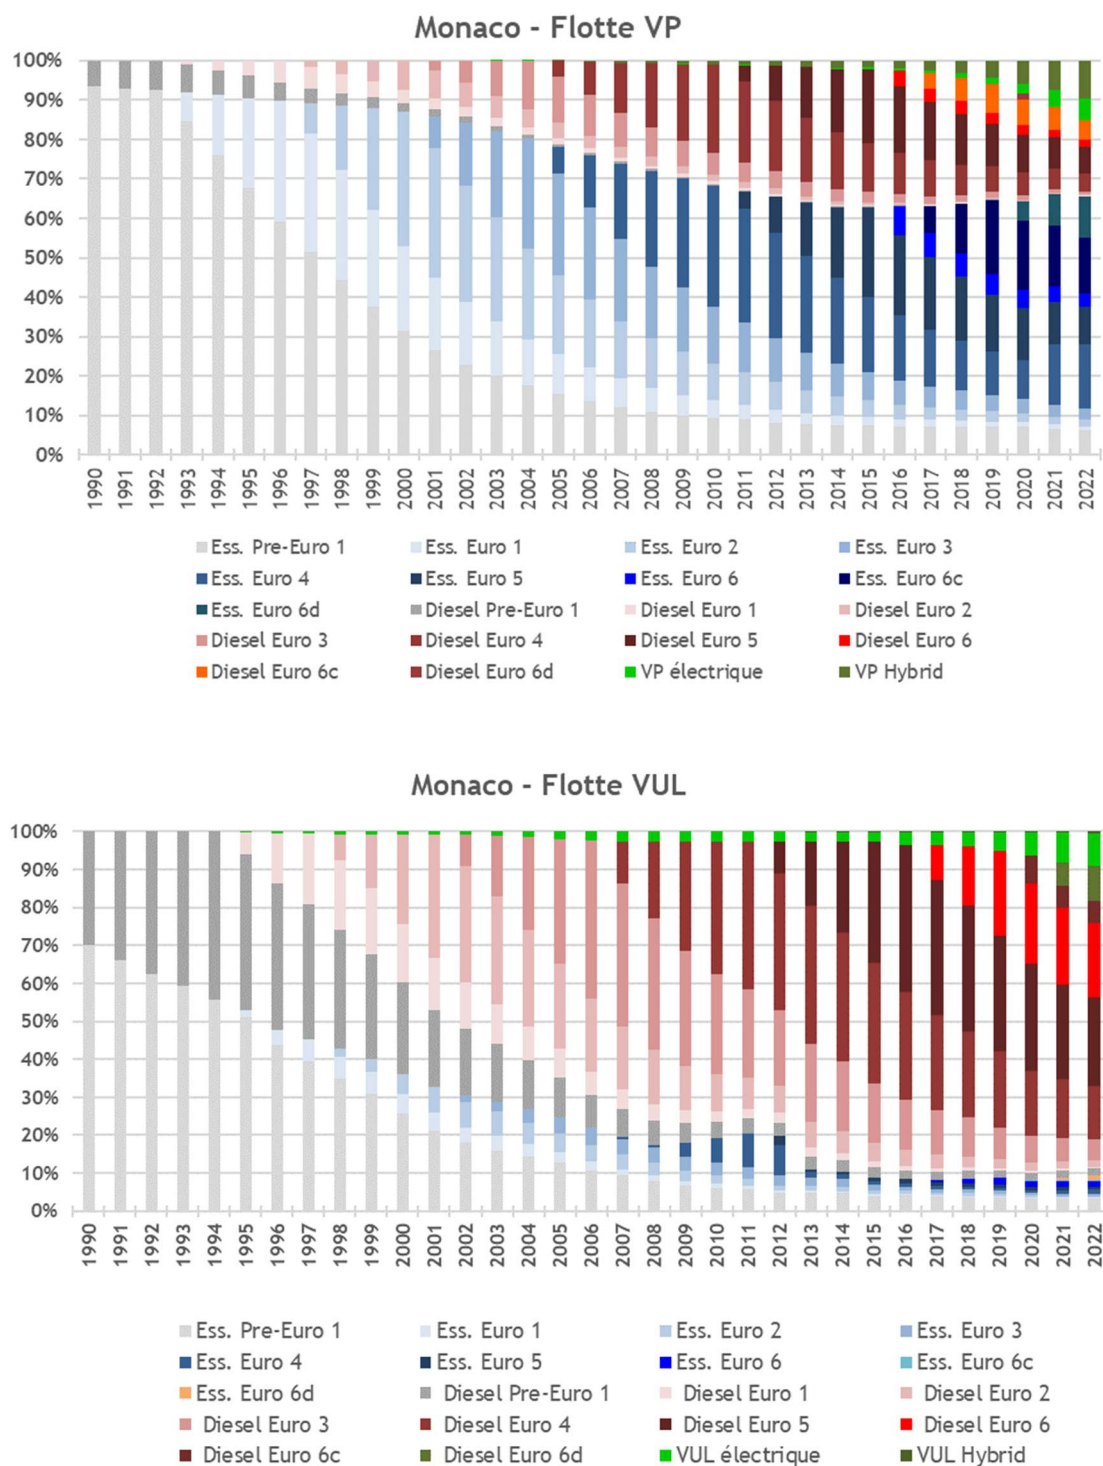 Monaco - Flotte VP
100%
90%
80%
70%
60%
50%
40%
30%
20%
10%
0%
1990 1991 1992 1993 1994 1995 1996 1997 1998 1999 2000 2001 2002 2003 2004 2005 2006 2007 2008 2009 2010 2011 2012 2013 2014 2015 2016 2017 2018 2019 2020 2021 2022
Ess. Pre-Euro 1 Ess. Euro 1 Ess. Euro 2 Ess. Euro 3
Ess. Euro 4 Ess. Euro 5 Ess. Euro 6 Ess. Euro 6c
Ess. Euro 6d Diesel Pre-Euro 1 Diesel Euro 1 Diesel Euro 2
Diesel Euro 3 Diesel Euro 4 Diesel Euro 5 Diesel Euro 6
Diesel Euro 6c Diesel Euro 6d VP électrique VP Hybrid
Monaco - Flotte VUL
100%
90%
80%
70%
60%
50%
40%
30%
20%
10%
0%
1990 1991 1992 1993 1994 1995 1996 1997 1998 1999 2000 2001 2002 2003 2004 2005 2006 2007 2008 2009 2010 2011 2012 2013 2014 2015 2016 2017 2018 2019 2020 2021 2022
Ess. Pre-Euro 1 Ess. Euro 1 Ess. Euro 2 Ess. Euro 3
Ess. Euro 4 Ess. Euro 5 Ess. Euro 6 Ess. Euro 6c
Ess. Euro 6d Diesel Pre-Euro 1 Diesel Euro 1 Diesel Euro 2
Diesel Euro 3 Diesel Euro 4 Diesel Euro 5 Diesel Euro 6
Diesel Euro 6c Diesel Euro 6d VUL électrique VUL Hybrid